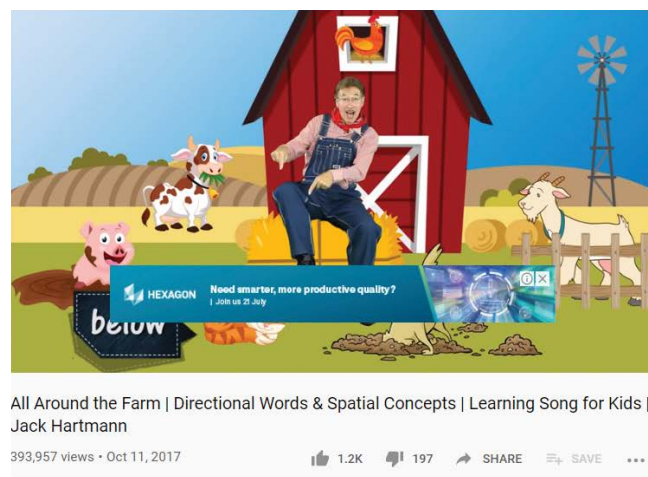 HEXAGON
Need smarter, more productive quality?
| Join us 21 July
below
All Around the Farm | Directional Words & Spatial Concepts | Learning Song for Kids |
Jack Hartmann
393,957 views • Oct 11, 2017
1.2K
197
SHARE
SAVE